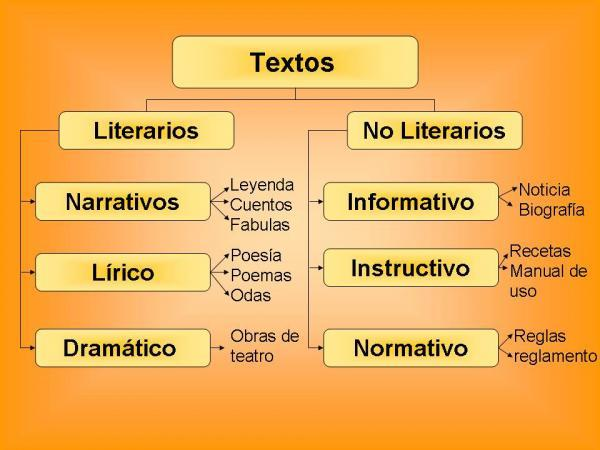 Textos
Literarios
No Literarios
Narrativos
Leyenda
Cuentos
Fabulas
Informativo
Noticia
Biografía
Lírico
Poesía
Poemas
Odas
Instructivo
Recetas
Manual de
uso
Dramático
Obras de
teatro
Normativo
Reglas
reglamento